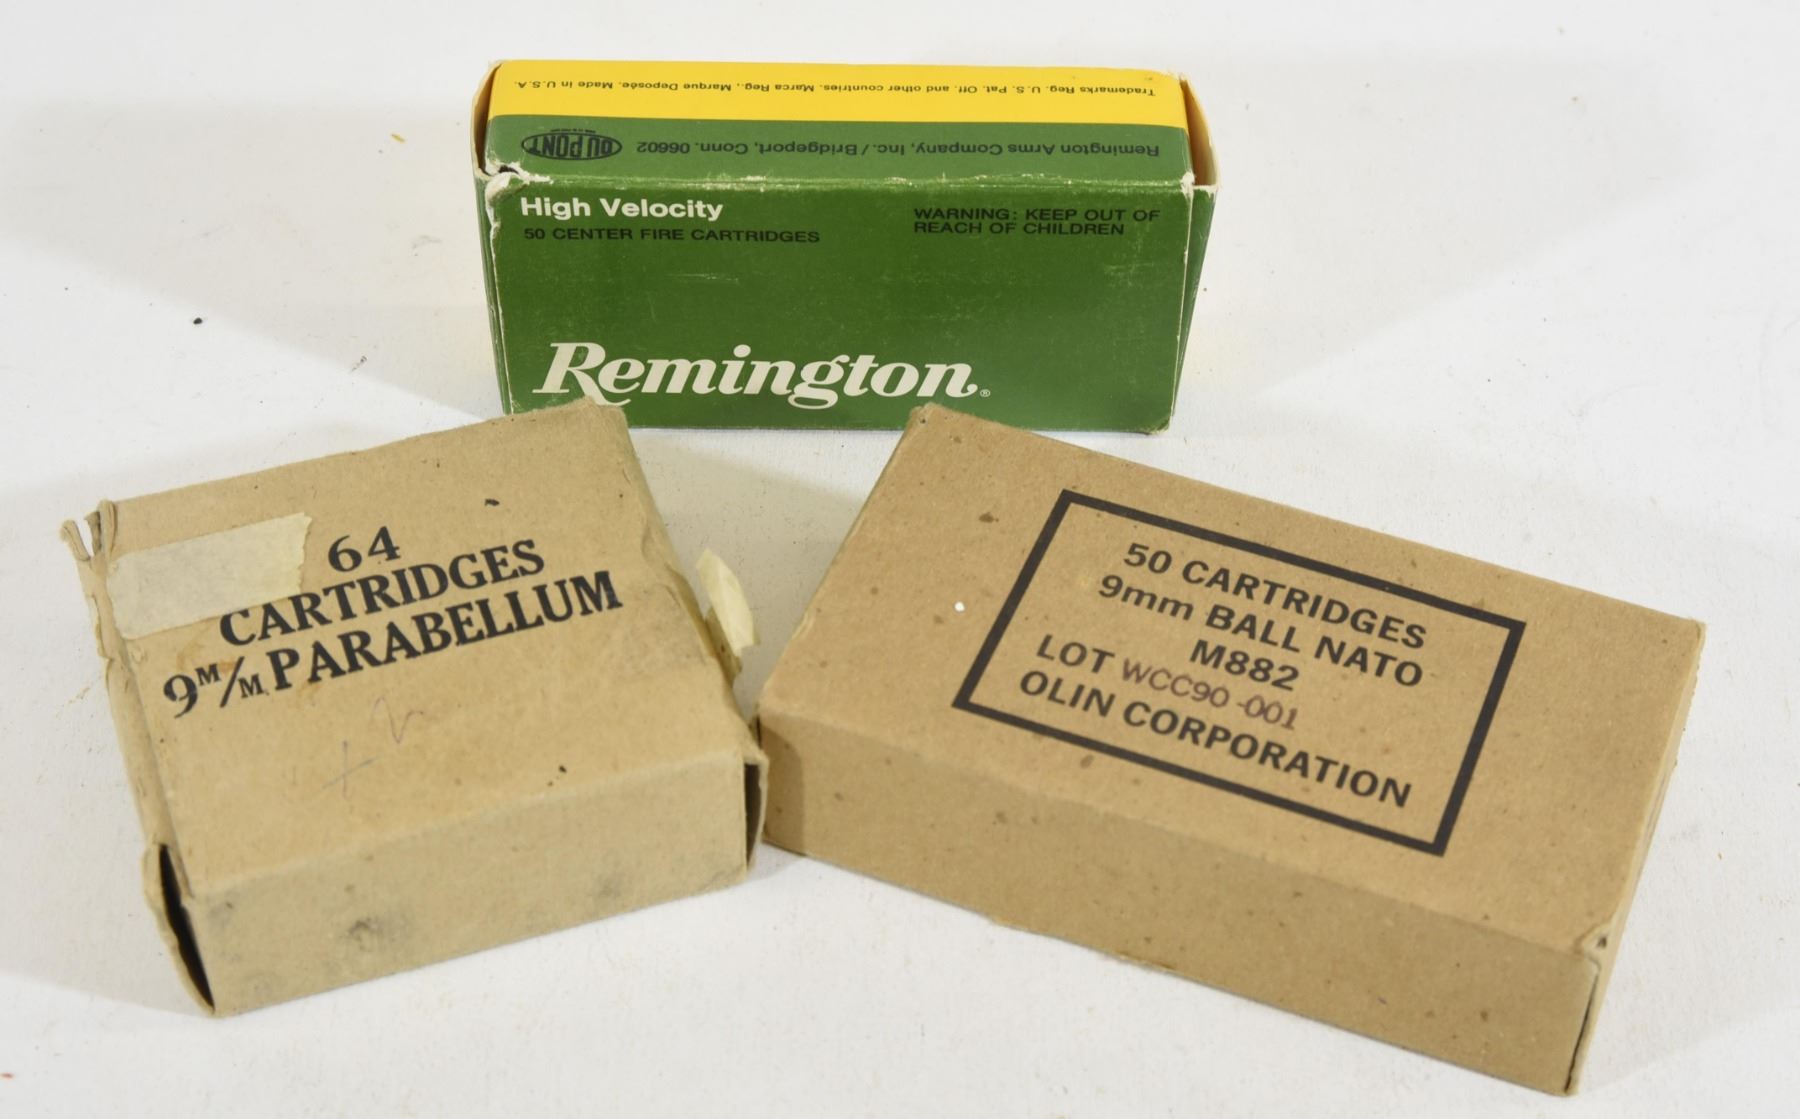 Trademarks Reg. U.S. Pat. Off. and other countries. Marca Reg., Marque Deposée. Made in U.S.A.
Remington Arms Company, Inc. / Bridgeport, Conn. 06602
DU PONT
High Velocity
50 CENTER FIRE CARTRIDGES
WARNING: KEEP OUT OF
REACH OF CHILDREN
Remington®
64
CARTRIDGES
9 M/M PARABELLUM
50 CARTRIDGES
9mm BALL NATO
M882
LOT WCC90-001
OLIN CORPORATION